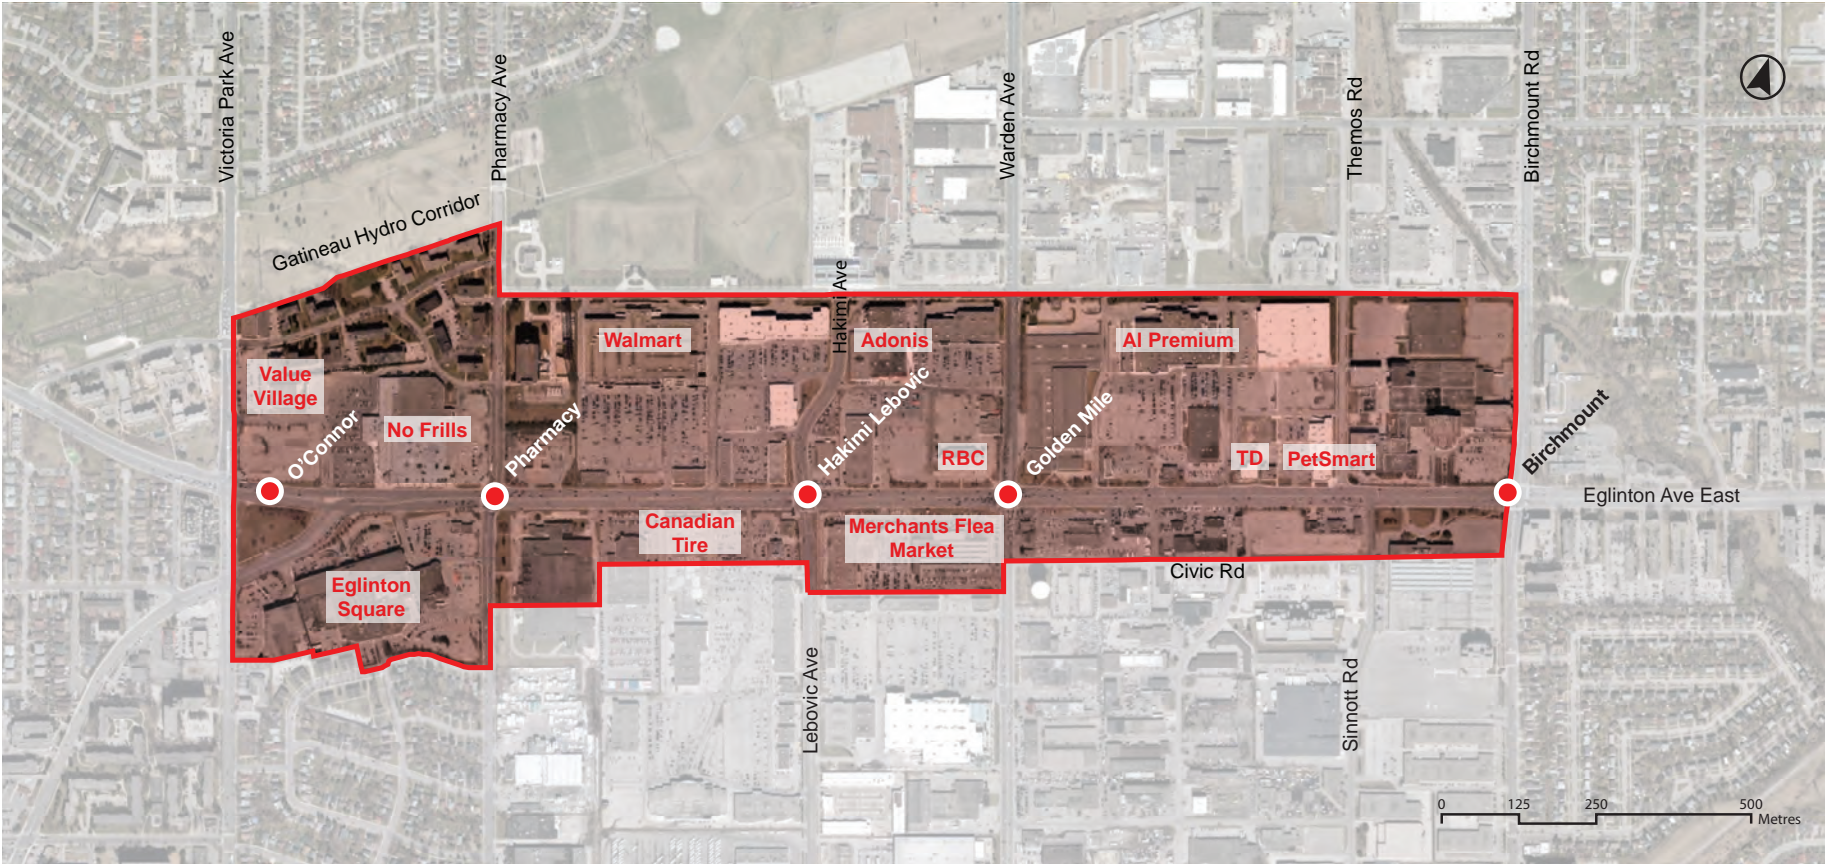 Victoria Park Ave
Pharmacy Ave
Warden Ave
Themos Rd
Birchmount Rd
Gatineau Hydro Corridor
Hakimi Ave
Walmart
Adonis
Al Premium
Value
Village
No Frills
O'Connor
Pharmacy
Hakimi Lebovic
RBC
Golden Mile
TD
PetSmart
Birchmount
Eglinton Ave East
Canadian
Tire
Merchants Flea
Market
Eglinton
Square
Civic Rd
Lebovic Ave
Sinnott Rd
0 125 250 500
Metres